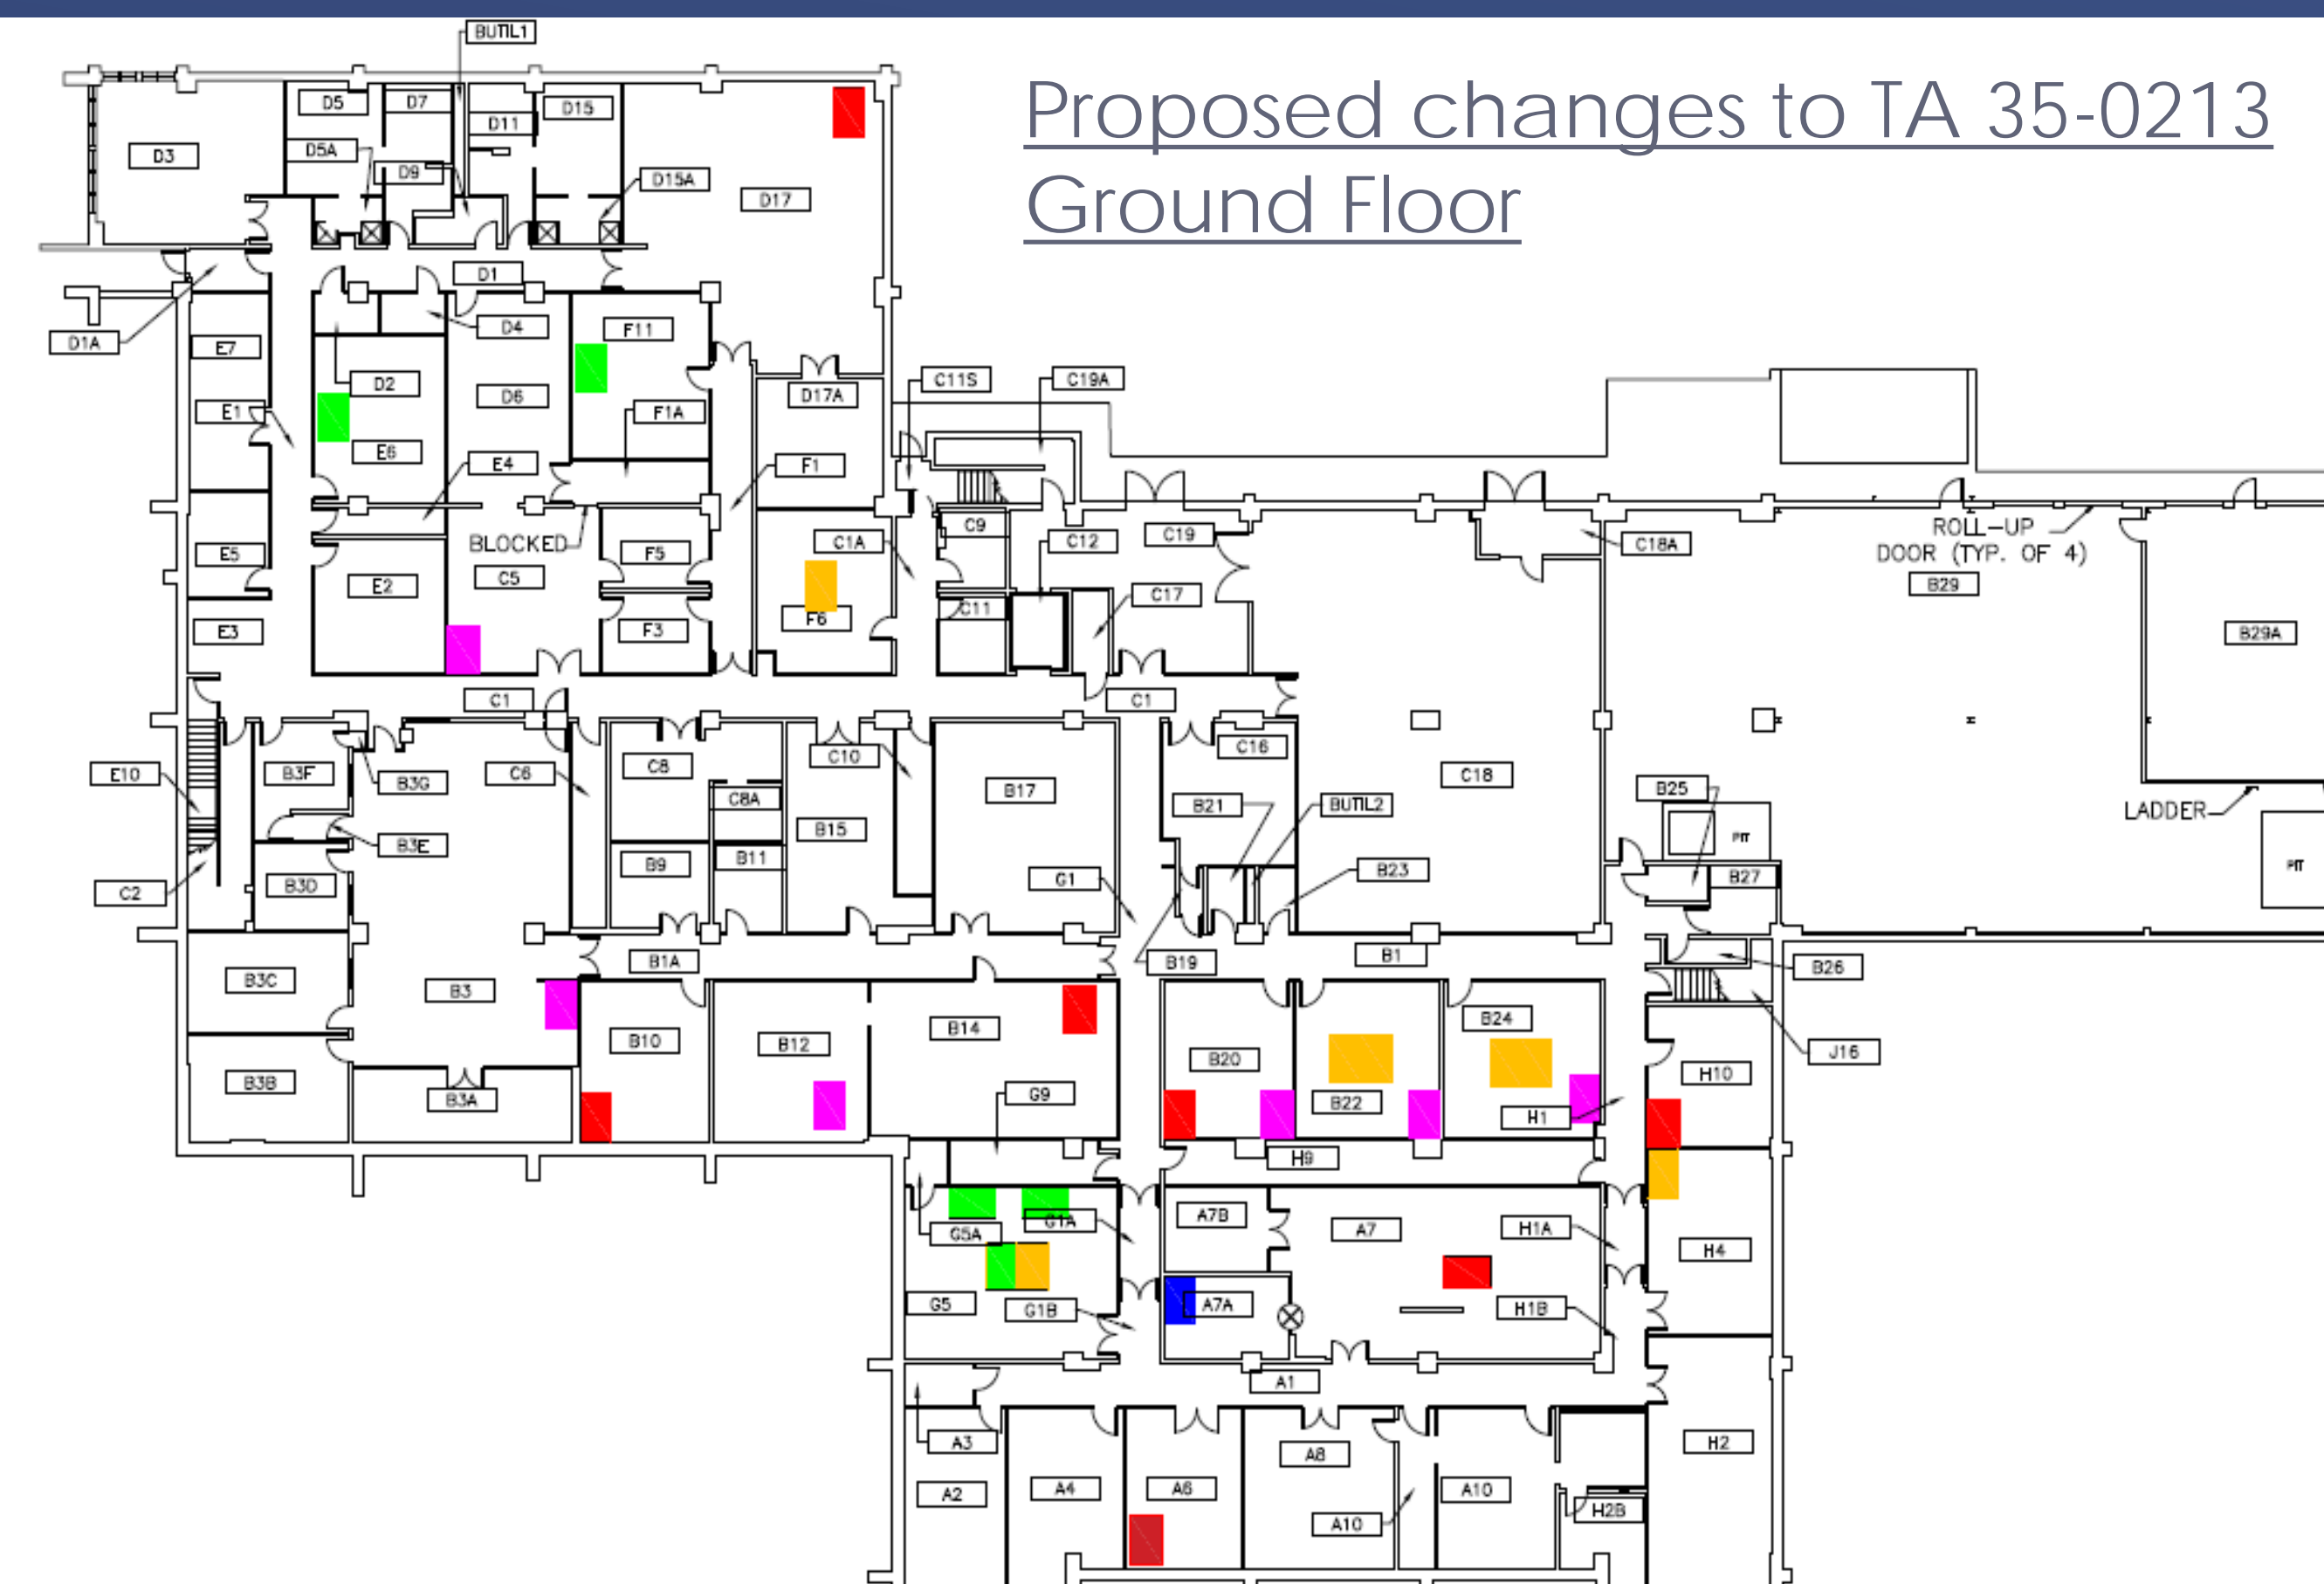 BUTIL1
Proposed changes to TA 35-0213
Ground Floor
D5
D7
D15
D11
D3
D5A
D9
D15A
D17
D1
D1A
E7
D4
F11
D2
D6
D17A
C11S
C19A
E1
F1A
E6
E4
F1
E5
BLOCKED
F5
C1A
C9
C12
C19
C18A
ROLL-UP
DOOR (TYP. OF 4)
B29
C5
E2
C17
C11
F6
E3
F3
B29A
C1
C1
C16
E10
B3F
B3G
C6
C8
C10
C18
B17
B25
C8A
B21
BUTIL2
LADDER
B15
PIT
B3E
B9
B11
PIT
C2
B3D
G1
B23
B27
B1A
B19
B1
B26
B3C
B3
B14
B24
B10
B12
B20
J16
B3B
B3A
G9
B22
H10
H1
H9
G5A
G1A
A7B
A7
H1A
H4
G5
G1B
A7A
H1B
A1
A3
A8
H2
A2
A4
A6
A10
A10
H2B